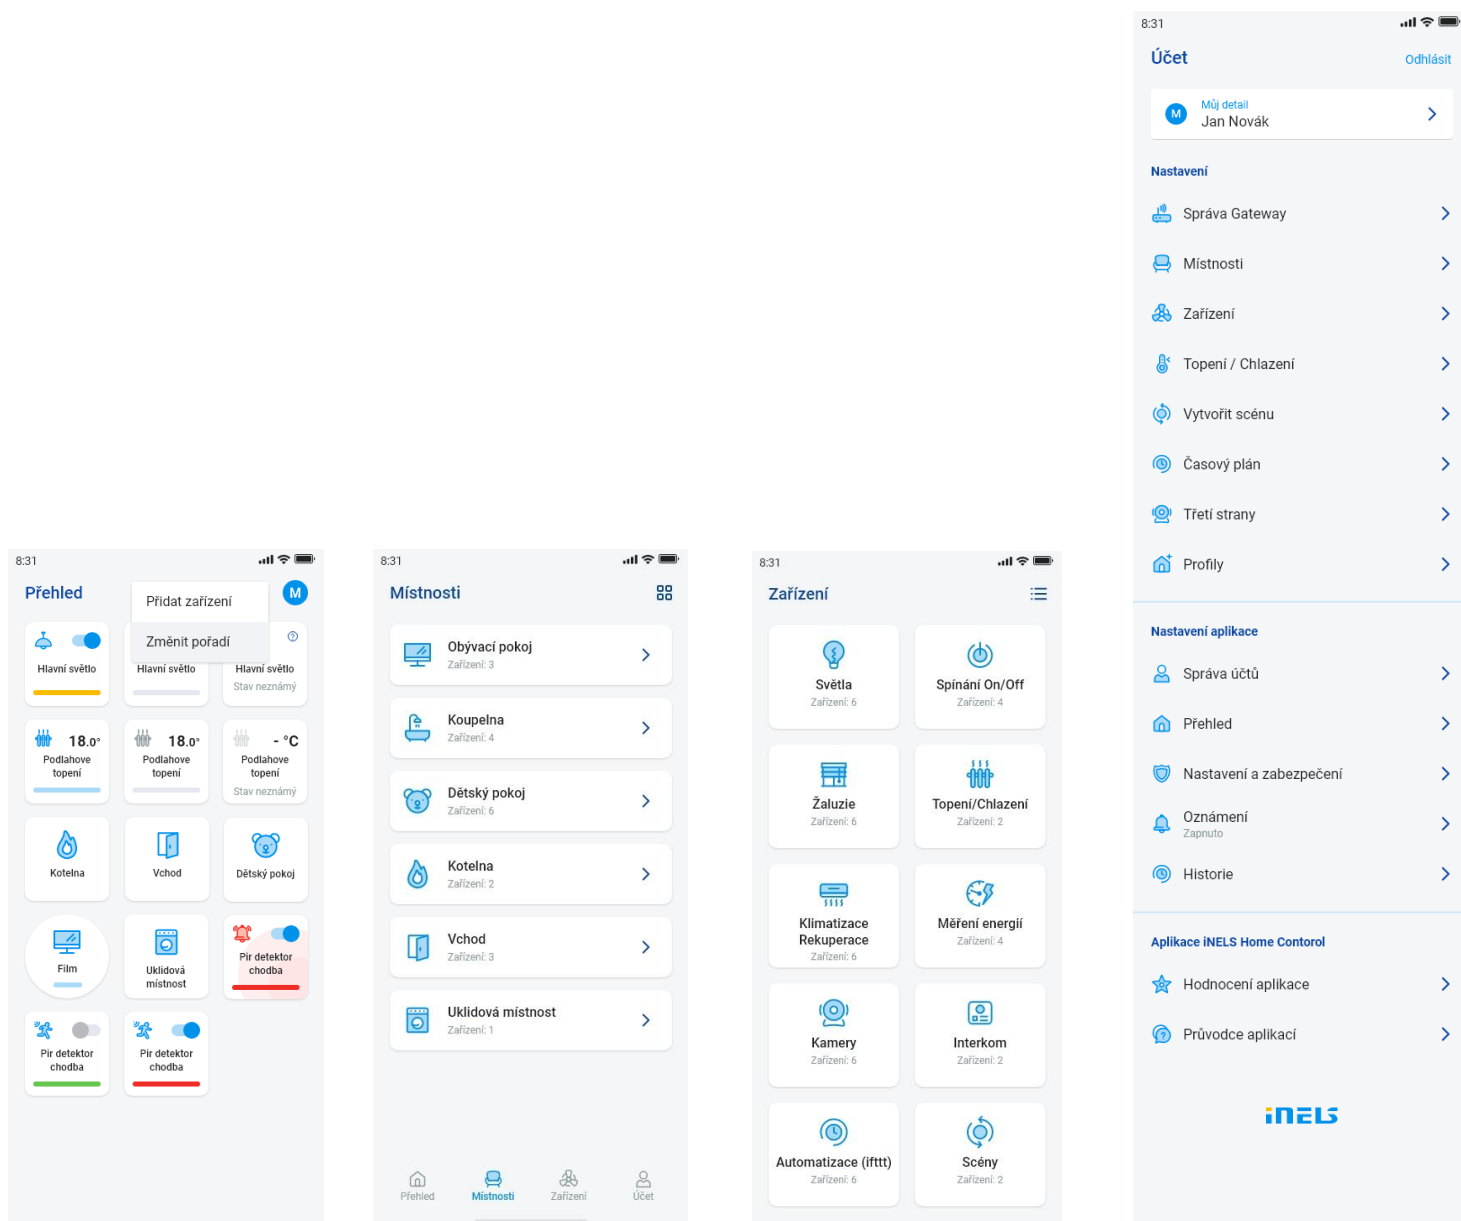 8:31
Přehled
M
Přidat zařízení
Změnit pořadí
Hlavní světlo
Hlavní světlo
Hlavní světlo
Stav neznámý
18.0°
Podlahove
topení
18.0°
Podlahove
topení
- °C
Podlahove
topení
Stav neznámý
Kotelna
Vchod
Dětský pokoj
Film
Uklidová
místnost
Pir detektor
chodba
Pir detektor
chodba
Pir detektor
chodba
8:31
Místnosti
Obývací pokoj
Zařízení: 3
Koupelna
Zařízení: 4
Dětský pokoj
Zařízení: 6
Kotelna
Zařízení: 2
Vchod
Zařízení: 3
Uklidová místnost
Zařízení: 1
Přehled
Místnosti
Zařízení
Účet
8:31
Zařízení
Světla
Zařízení: 6
Spínání On/Off
Zařízení: 4
Žaluzie
Zařízení: 6
Topení/Chlazení
Zařízení: 2
Klimatizace
Rekuperace
Zařízení: 6
Měření energií
Zařízení: 4
Kamery
Zařízení: 6
Interkom
Zařízení: 2
Automatizace (ifttt)
Zařízení: 6
Scény
Zařízení: 2
8:31
Účet
Odhlásit
M
Můj detail
Jan Novák
Nastavení
Správa Gateway
Místnosti
Zařízení
Topení / Chlazení
Vytvořit scénu
Časový plán
Třetí strany
Profily
Nastavení aplikace
Správa účtů
Přehled
Nastavení a zabezpečení
Oznámení
Zapnuto
Historie
Aplikace iNELS Home Contorol
Hodnocení aplikace
Průvodce aplikací
iNELS